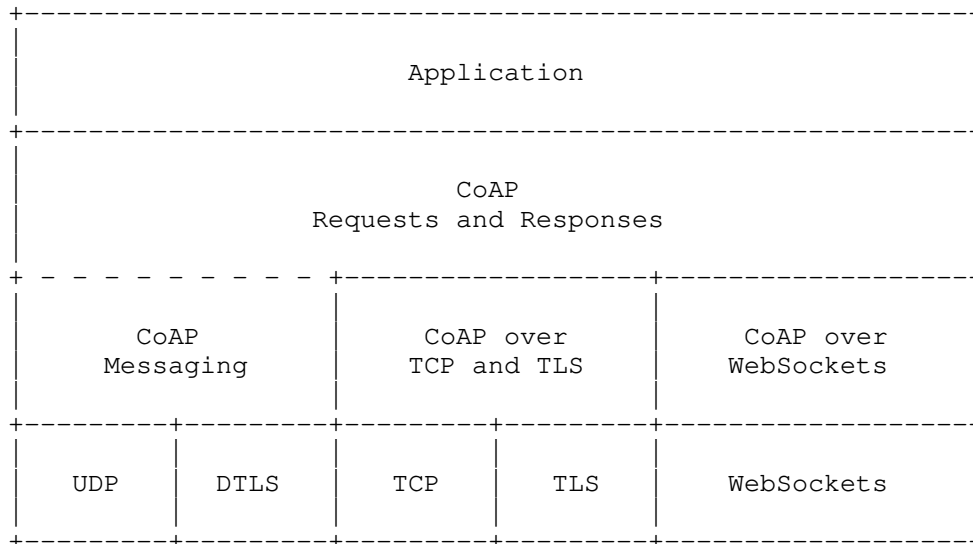 Application
CoAP
Requests and Responses
CoAP
Messaging
CoAP over
TCP and TLS
CoAP over
WebSockets
UDP
DTLS
TCP
TLS
WebSockets